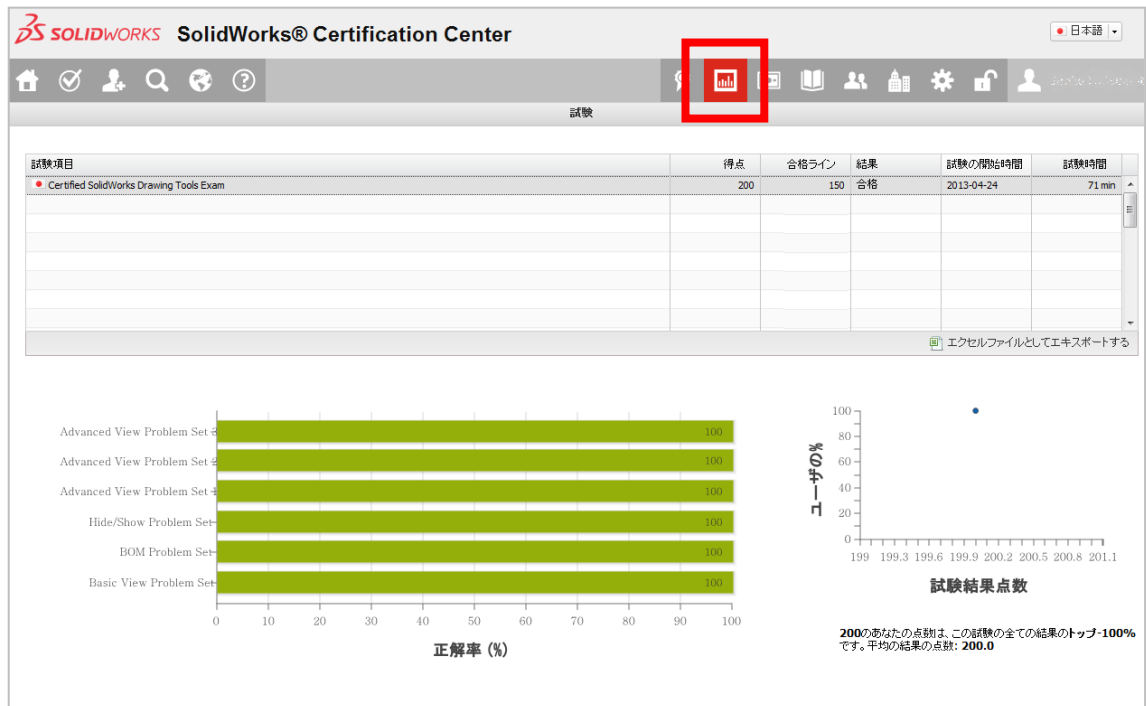 SOLIDWORKS SolidWorks® Certification Center
日本語
試験
試験項目 得点 合格ライン 結果 試験の開始時間 試験時間
Certified SolidWorks Drawing Tools Exam 200 150 合格 2013-04-24 71 min
エクセルファイルとしてエキスポートする
Advanced View Problem Set 3 100
Advanced View Problem Set 2 100
Advanced View Problem Set 1 100
Hide/Show Problem Set 100
BOM Problem Set 100
Basic View Problem Set 100
0 10 20 30 40 50 60 70 80 90 100
正解率 (%)
ユーザの%
100
80
60
40
20
0
199 199.3 199.6 199.9 200.2 200.5 200.8 201.1
試験結果点数
200のあなたの点数は、この試験の全ての結果のトップ-100%
です。平均の結果の点数: 200.0